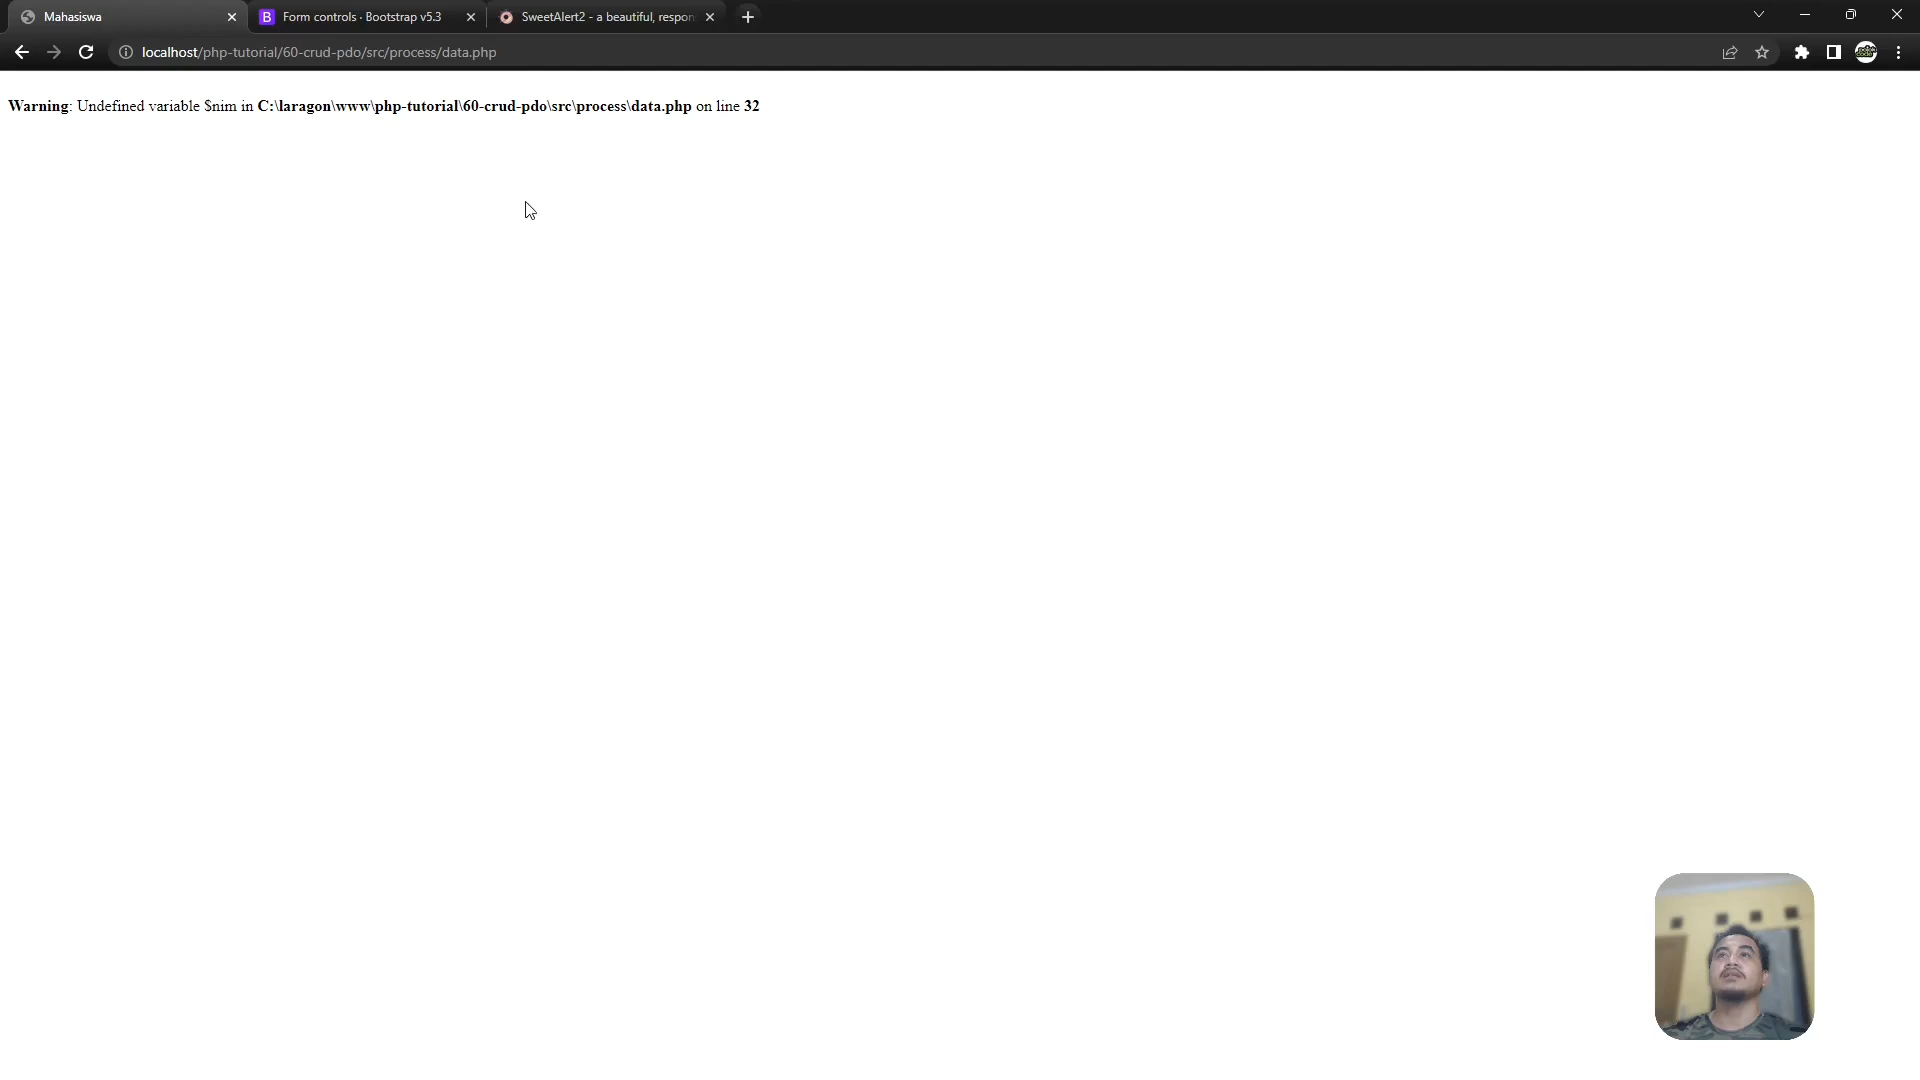 Mahasiswa
Form controls · Bootstrap v5.3
SweetAlert2 - a beautiful, respon
localhost/php-tutorial/60-crud-pdo/src/process/data.php
Warning: Undefined variable $nim in C:\laragon\www\php-tutorial\60-crud-pdo\src\process\data.php on line 32